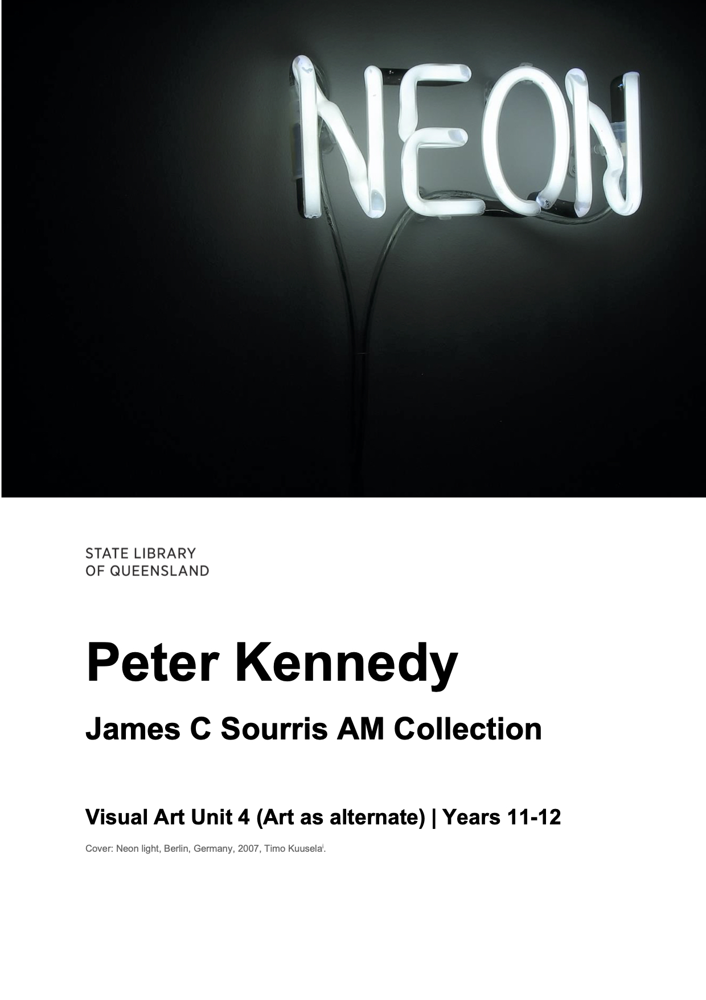 NEON
STATE LIBRARY
OF QUEENSLAND
Peter Kennedy
James C Sourris AM Collection
Visual Art Unit 4 (Art as alternate) | Years 11-12
Cover: Neon light, Berlin, Germany, 2007, Timo Kuuselaⁱ.